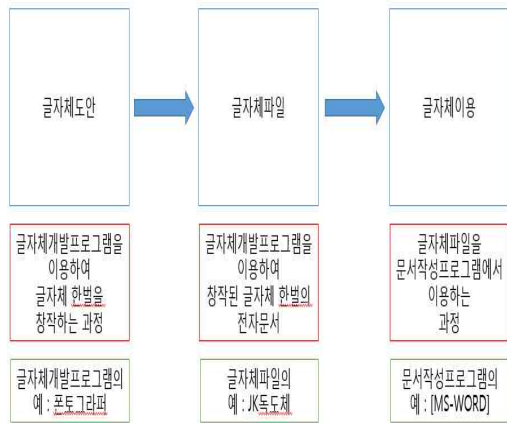 글자체도안
글자체파일
글자체이용
글자체개발프로그램을
이용하여
글자체 한벌을
창작하는 과정
글자체개발프로그램을
이용하여
창작된 글자체 한벌의
전자문서
글자체파일을
문서작성프로그램에서
이용하는
과정
글자체개발프로그램의
예 : 폰토그라퍼
글자체파일의
예 : JK독도체
문서작성프로그램의
예 : [MS-WORD]